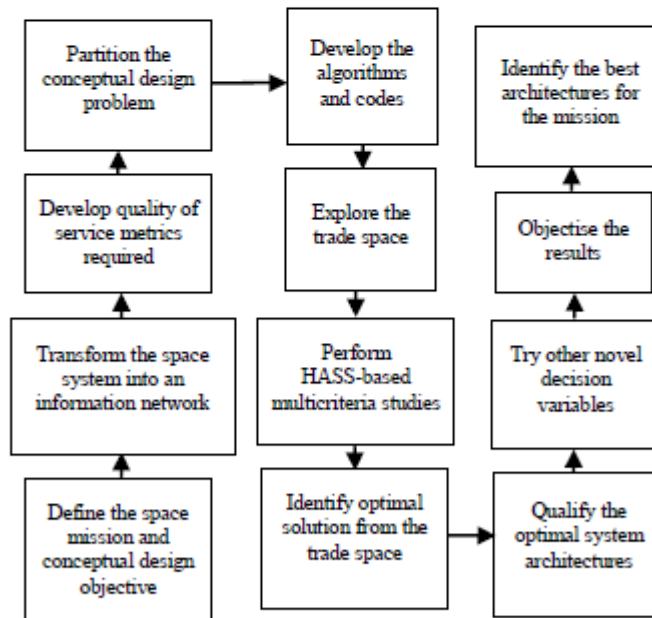 Partition the
conceptual design
problem
Develop the
algorithms
and codes
Identify the best
architectures for
the mission
Develop quality of
service metrics
required
Explore the
trade space
Objectise the
results
Transform the space
system into an
information network
Perform
HASS-based
multicriteria studies
Try other novel
decision
variables
Define the space
mission and
conceptual design
objective
Identify optimal
solution from the
trade space
Qualify the
optimal system
architectures